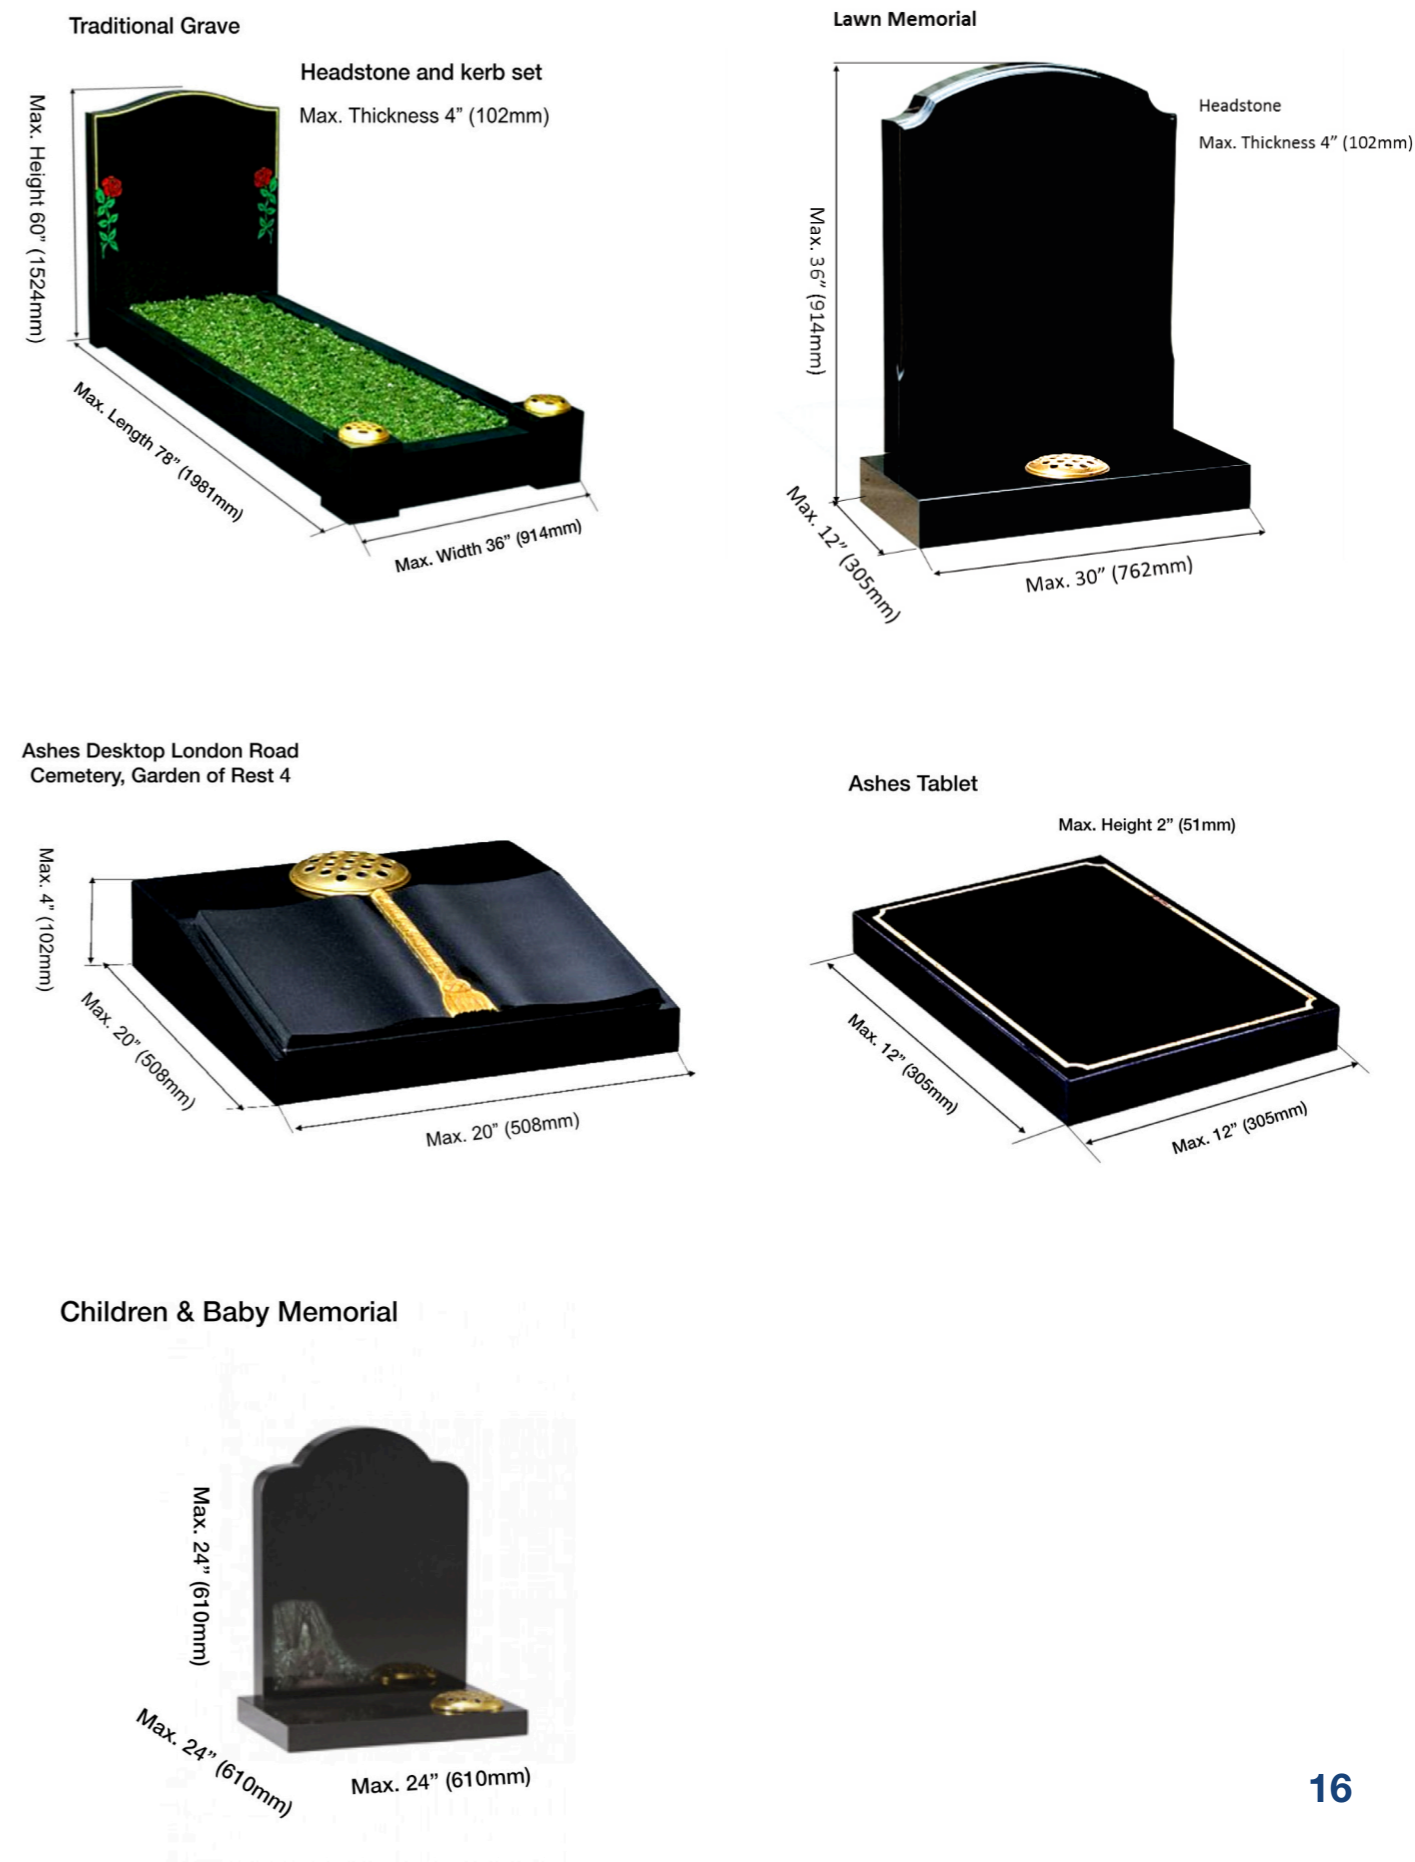 Traditional Grave
Headstone and kerb set
Max. Thickness 4” (102mm)
Max. Height 60” (1524mm)
Max. Length 78” (1981mm)
Max. Width 36” (914mm)
Lawn Memorial
Headstone
Max. Thickness 4” (102mm)
Max. 36” (914mm)
Max. 12” (305mm)
Max. 30” (762mm)
Ashes Desktop London Road
Cemetery, Garden of Rest 4
Max. 4” (102mm)
Max. 20” (508mm)
Max. 20” (508mm)
Ashes Tablet
Max. Height 2” (51mm)
Max. 12” (305mm)
Max. 12” (305mm)
Children & Baby Memorial
Max. 24” (610mm)
Max. 24” (610mm)
Max. 24” (610mm)
16